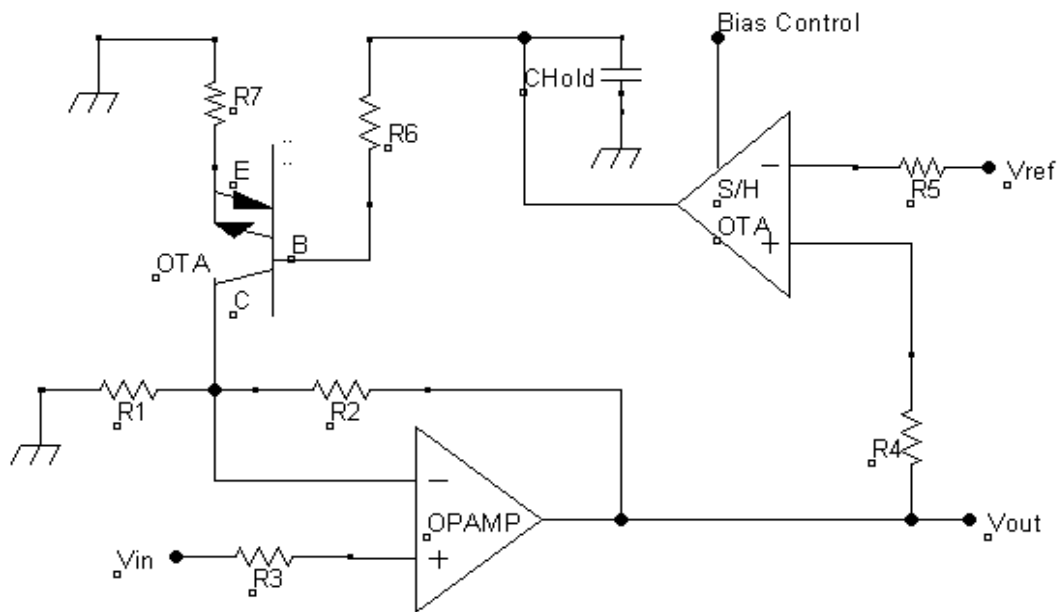 Bias Control
CHold
R7
R6
E
S/H
OTA
R5
Vref
B
OTA
C
−
+
R1
R2
R4
−
OPAMP
+
Vin
R3
Vout